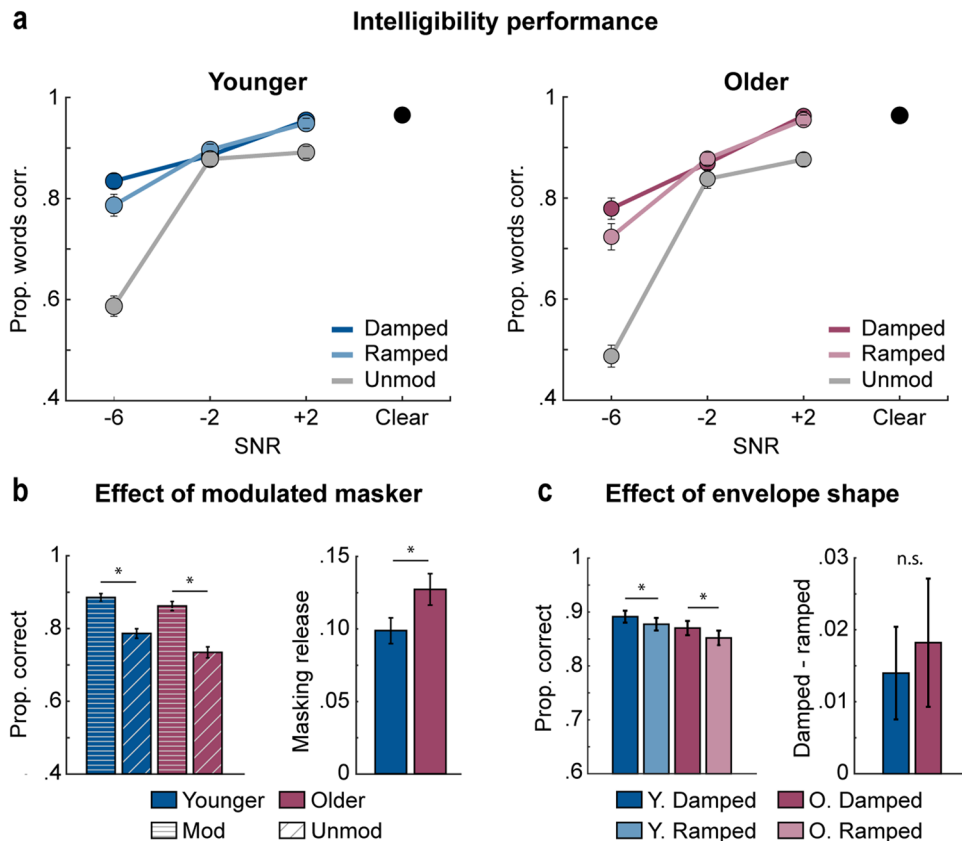 a
Intelligibility performance
Younger
Prop. words corr.
1
.8
.6
.4
Damped
Ramped
Unmod
-6
-2
+2
Clear
SNR
Older
Prop. words corr.
1
.8
.6
.4
Damped
Ramped
Unmod
-6
-2
+2
Clear
SNR
b
Effect of modulated masker
Prop. correct
1
.8
.6
.4
*
*
Masking release
.15
.10
.05
0
*
Younger
Older
Mod
Unmod
c
Effect of envelope shape
Prop. correct
1
.9
.8
.7
.6
*
*
Damped - ramped
.03
.02
.01
0
n.s.
Y. Damped
O. Damped
Y. Ramped
O. Ramped